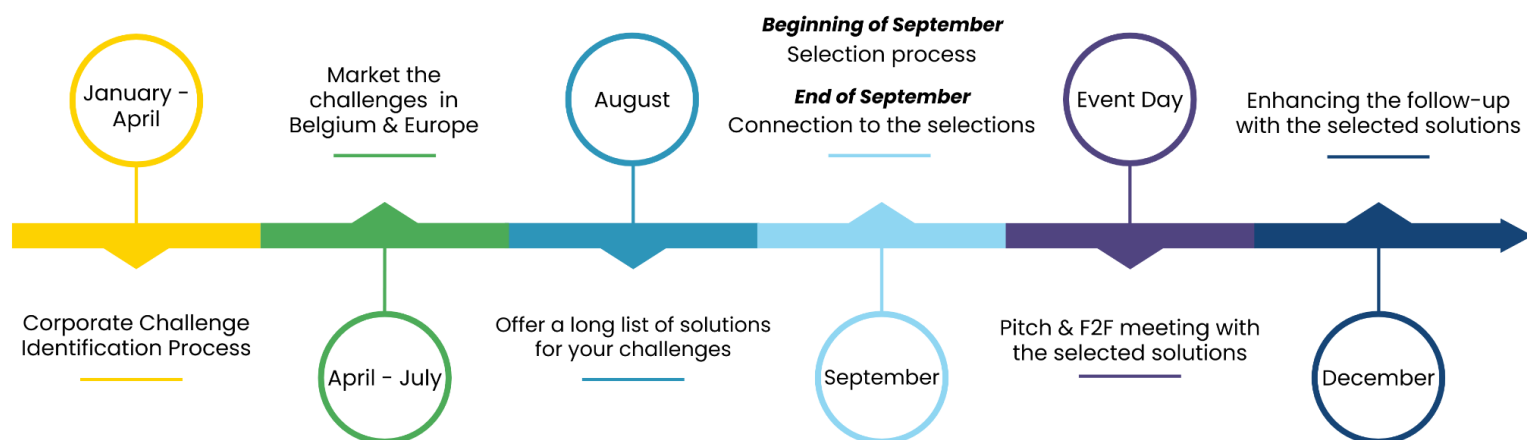 January -
April
Corporate Challenge
Identification Process
Market the
challenges in
Belgium & Europe
April - July
August
Offer a long list of solutions
for your challenges
Beginning of September
Selection process
End of September
Connection to the selections
September
Event Day
Pitch & F2F meeting with
the selected solutions
Enhancing the follow-up
with the selected solutions
December